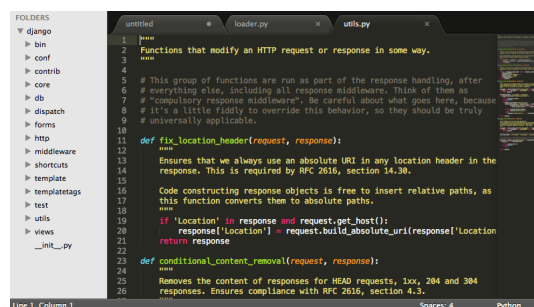 FOLDERS
django
bin
conf
contrib
core
db
dispatch
forms
http
middleware
shortcuts
template
templatetags
test
utils
views
__init__.py
untitled
loader.py
utils.py
1 """
2 Functions that modify an HTTP request or response in some way.
3 """
4
5 # This group of functions are run as part of the response handling, after
6 # everything else, including all response middleware. Think of them as
7 # "compulsory response middleware". Be careful about what goes here, because
8 # it's a little fiddly to override this behavior, so they should be truly
9 # universally applicable.
10
11 def fix_location_header(request, response):
12 """
13 Ensures that we always use an absolute URI in any location header in the
14 response. This is required by RFC 2616, section 14.30.
15
16 Code constructing response objects is free to insert relative paths, as
17 this function converts them to absolute paths.
18 """
19 if 'Location' in response and request.get_host():
20 response['Location'] = request.build_absolute_uri(response['Location
21 return response
22
23 def conditional_content_removal(request, response):
24 """
25 Removes the content of responses for HEAD requests, 1xx, 204 and 304
26 responses. Ensures compliance with RFC 2616, section 4.3.
Line 1, Column 1
Spaces: 4
Python